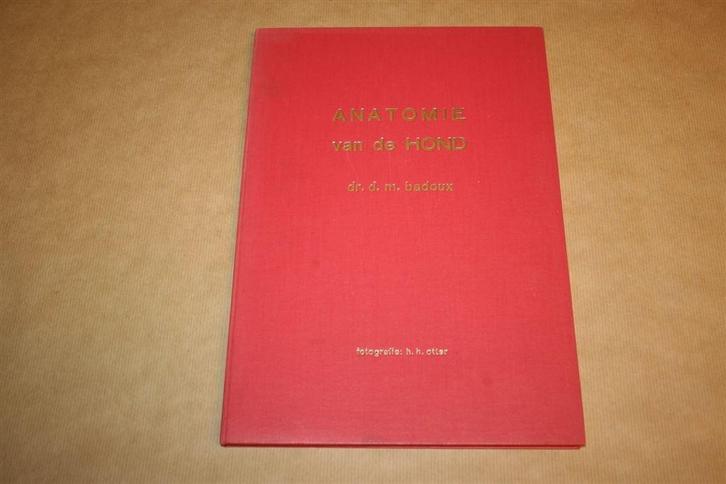 ANATOMIE
van de HOND
dr. d. m. badoux
fotografie: h. h. otter